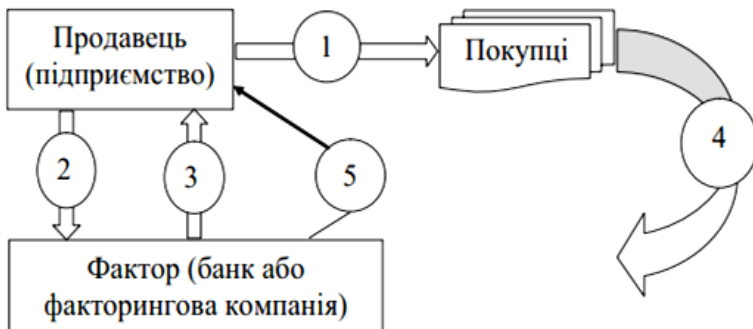 Продавець
(підприємство)
1
Покупці
2
3
5
4
Фактор (банк або
факторингова компанія)